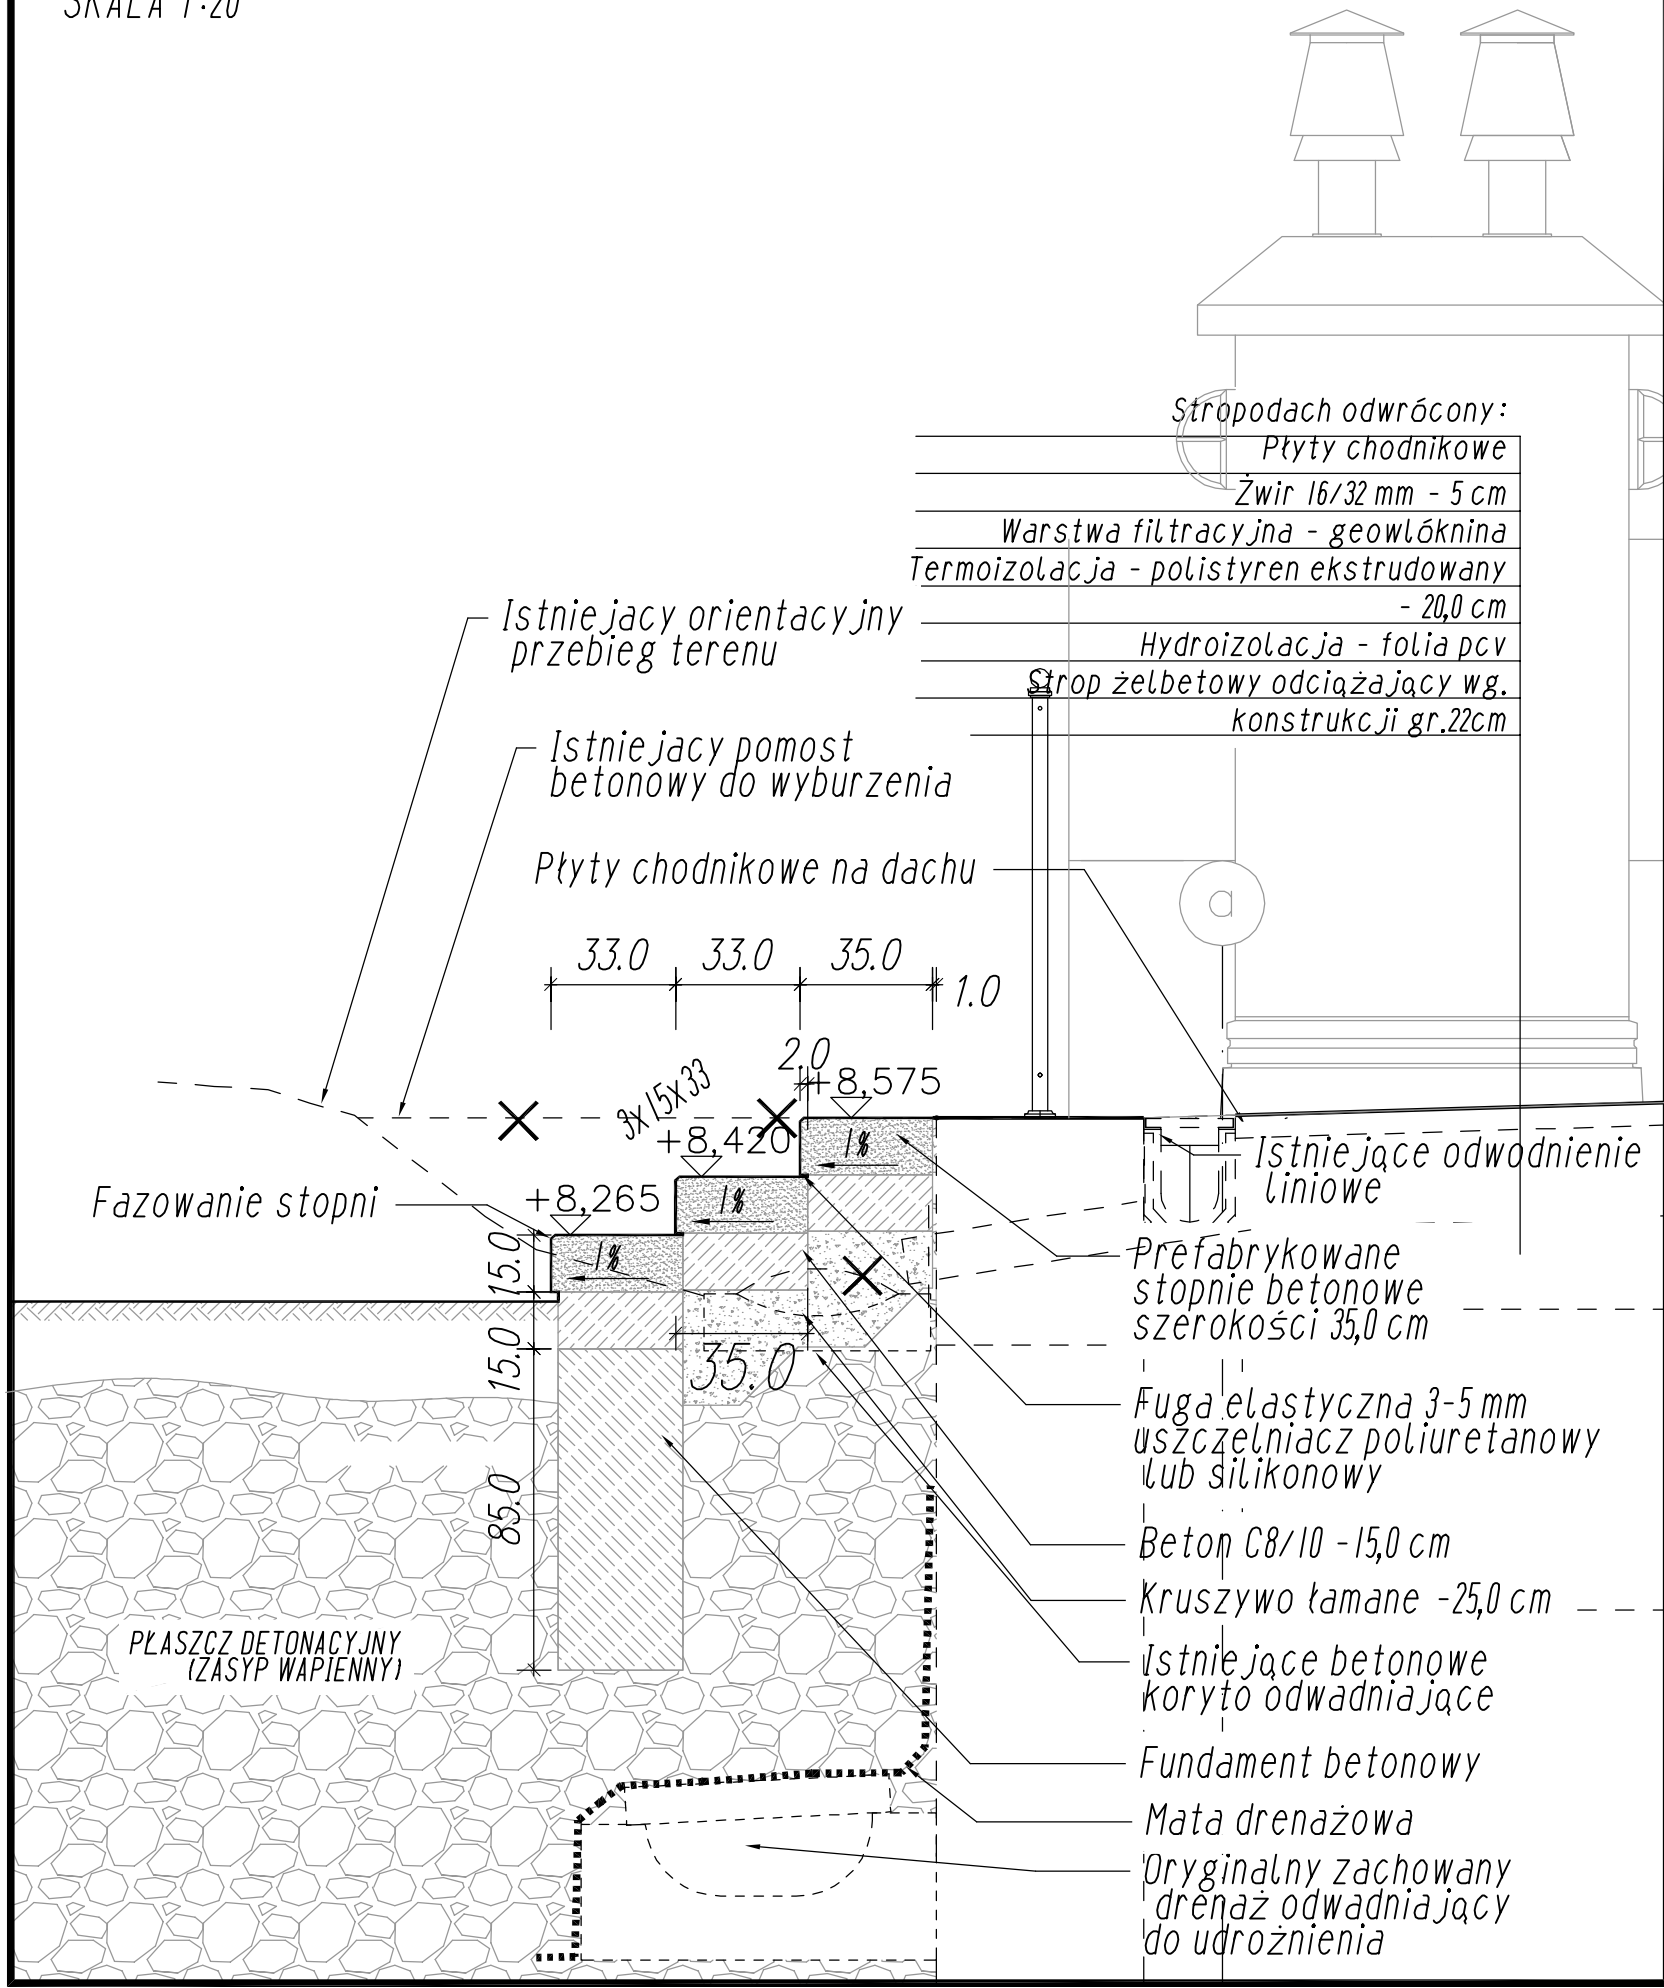 SKALA 1:20
Stropodach odwrócony:
Płyty chodnikowe
Żwir 16/32 mm - 5 cm
Warstwa filtracyjna - geowlóknina
Termoizolacja - polistyren ekstrudowany
- 20,0 cm
Hydroizolacja - folia pcv
Strop żelbetowy odciążający wg.
konstrukcji gr.22cm
Istniejacy orientacyjny
przebieg terenu
Istniejacy pomost
betonowy do wyburzenia
Płyty chodnikowe na dachu
33.0 33.0 35.0
1.0
2.0
+8,575
3x15x33
+8,420
1%
Istniejące odwodnienie
liniowe
Fazowanie stopni
+8,265
1%
1%
15.0
Prefabrykowane
stopnie betonowe
szerokości 35,0 cm
15.0
35.0
Fuga elastyczna 3-5 mm
uszczelniacz poliuretanowy
lub silikonowy
85.0
Beton C8/10 -15,0 cm
Kruszywo łamane -25,0 cm
PŁASZCZ DETONACYJNY
(ZASYP WAPIENNY)
Istniejące betonowe
koryto odwadniające
Fundament betonowy
Mata drenażowa
Oryginalny zachowany
drenaż odwadniający
do udrożnienia